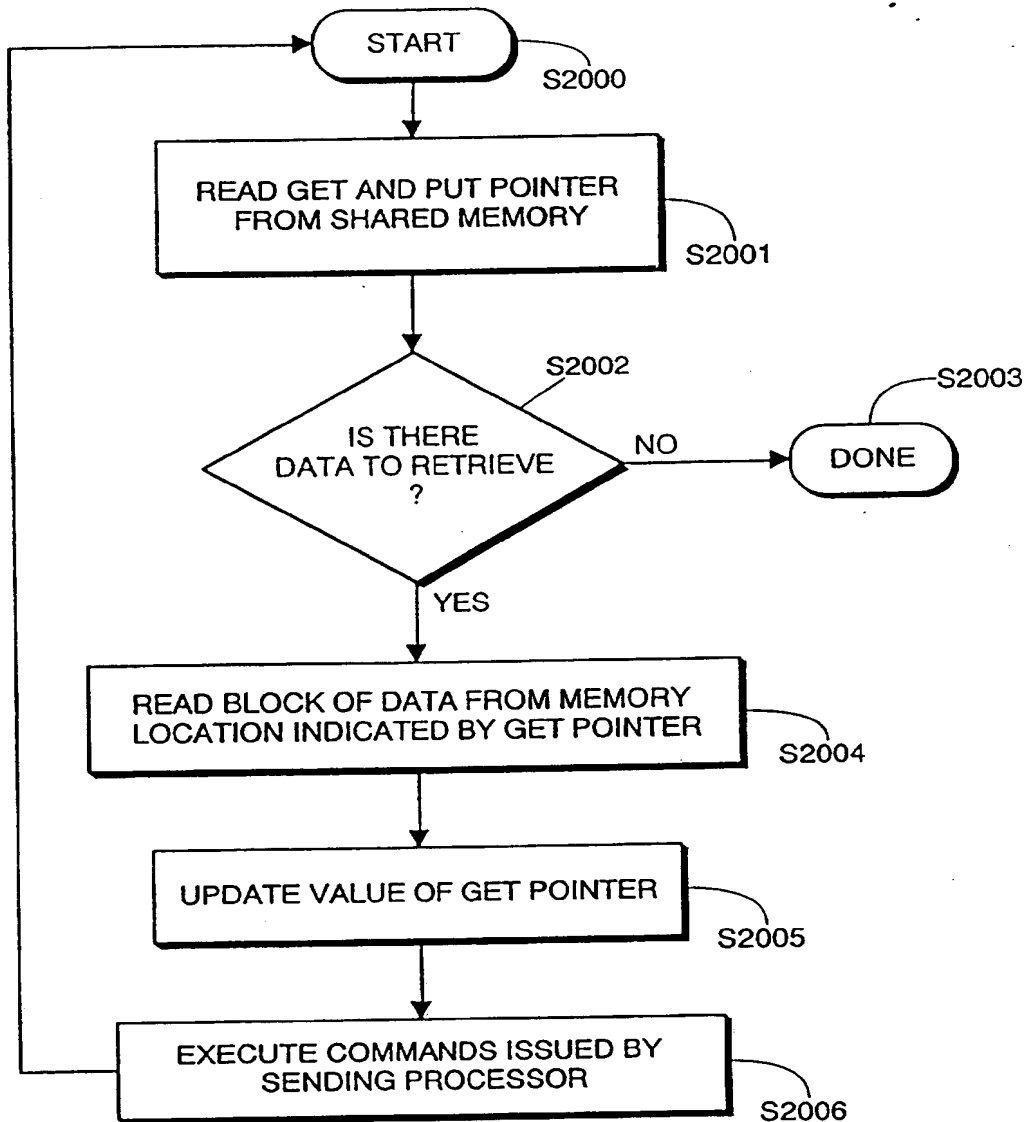 START
S2000
READ GET AND PUT POINTER
FROM SHARED MEMORY
S2001
S2002
IS THERE
DATA TO RETRIEVE
?
NO
S2003
DONE
YES
READ BLOCK OF DATA FROM MEMORY
LOCATION INDICATED BY GET POINTER
S2004
UPDATE VALUE OF GET POINTER
S2005
EXECUTE COMMANDS ISSUED BY
SENDING PROCESSOR
S2006